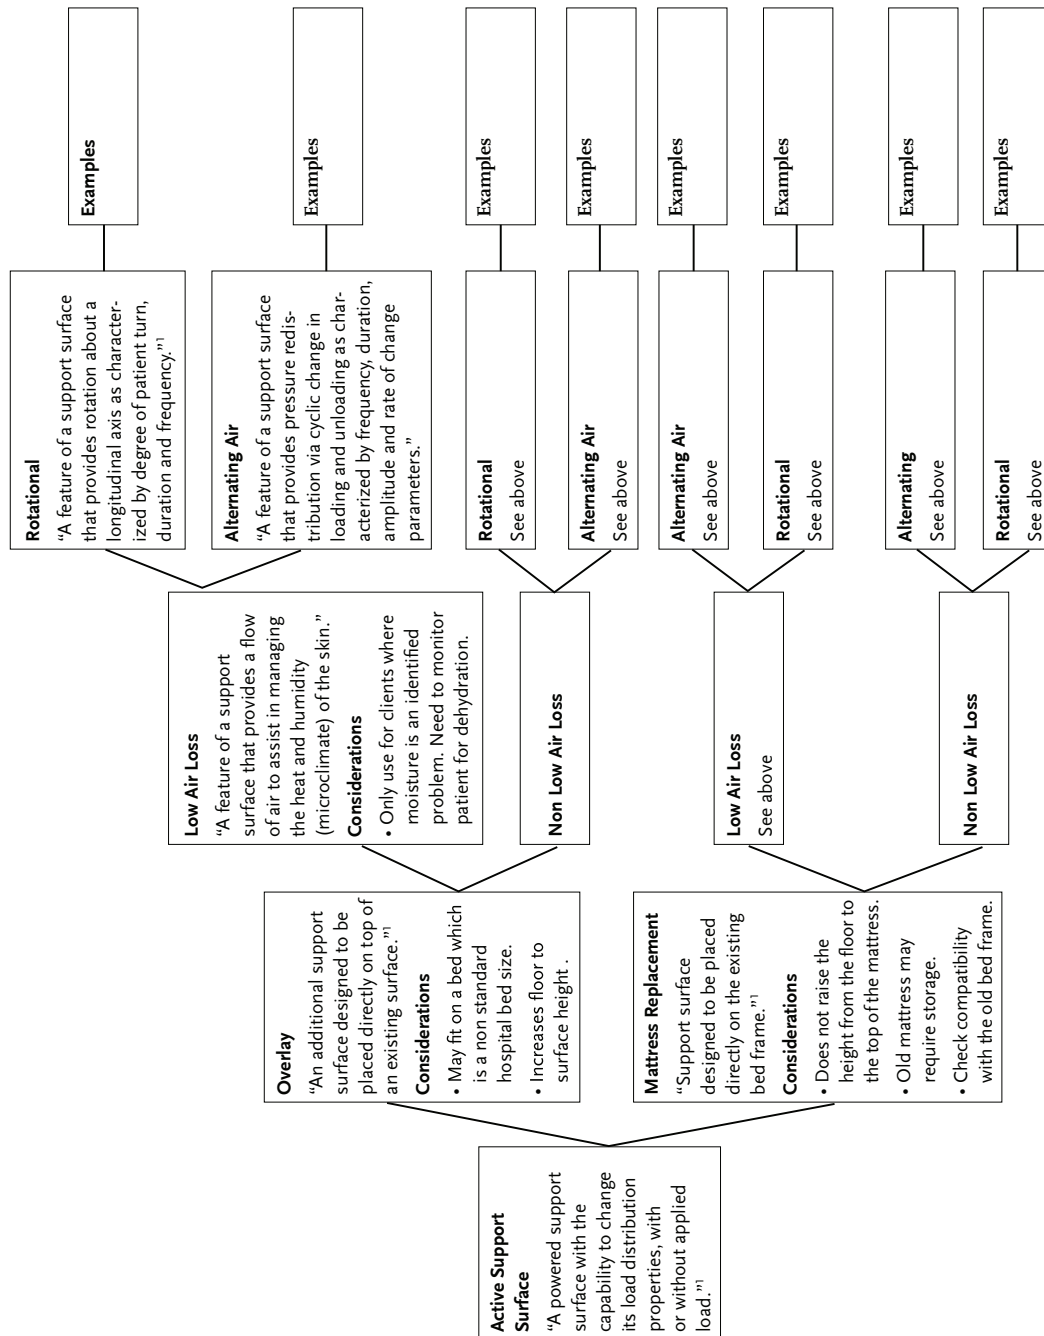 Active Support
Surface
“A powered support
surface with the
capability to change
its load distribution
properties, with
or without applied
load.”1
Overlay
“An additional support
surface designed to be
placed directly on top of
an existing surface.”1
Considerations
• May fit on a bed which
is a non standard
hospital bed size.
• Increases floor to
surface height .
Mattress Replacement
“Support surface
designed to be placed
directly on the existing
bed frame.”1
Considerations
• Does not raise the
height from the floor to
the top of the mattress.
• Old mattress may
require storage.
• Check compatibility
with the old bed frame.
Low Air Loss
“A feature of a support
surface that provides a flow
of air to assist in managing
the heat and humidity
(microclimate) of the skin.”
Considerations
• Only use for clients where
moisture is an identified
problem. Need to monitor
patient for dehydration.
Non Low Air Loss
Low Air Loss
See above
Non Low Air Loss
Rotational
“A feature of a support surface
that provides rotation about a
longitudinal axis as character-
ized by degree of patient turn,
duration and frequency.”1
Alternating Air
“A feature of a support surface
that provides pressure redis-
tribution via cyclic change in
loading and unloading as char-
acterized by frequency, duration,
amplitude and rate of change
parameters.”
Rotational
See above
Alternating Air
See above
Alternating Air
See above
Rotational
See above
Alternating
See above
Rotational
See above
Examples
Examples
Examples
Examples
Examples
Examples
Examples
Examples